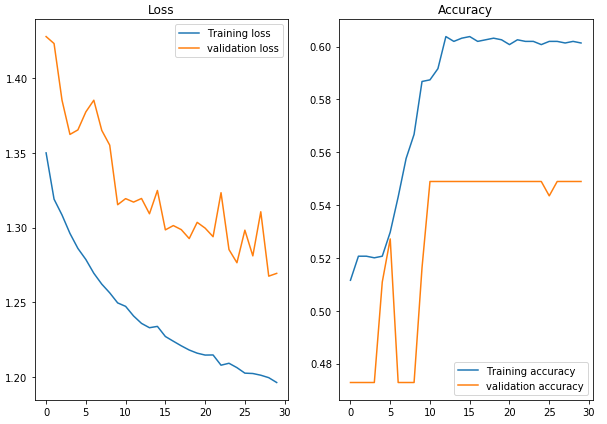 Loss
Training loss
validation loss
1.40
1.35
1.30
1.25
1.20
0 5 10 15 20 25 30
Accuracy
0.60
0.58
0.56
0.54
0.52
0.50
0.48
Training accuracy
validation accuracy
0 5 10 15 20 25 30